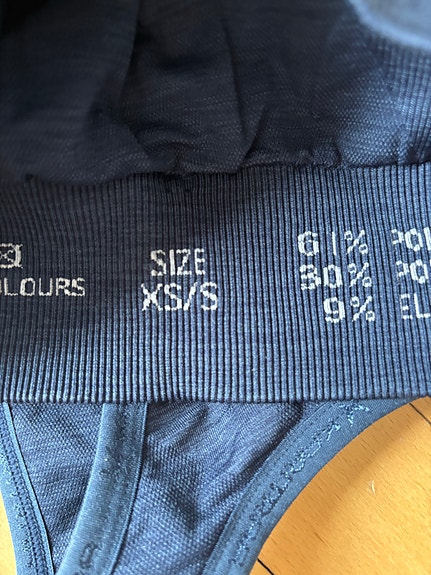 OLOURS
SIZE
XS/S
61% PO
30% PO
9% EL